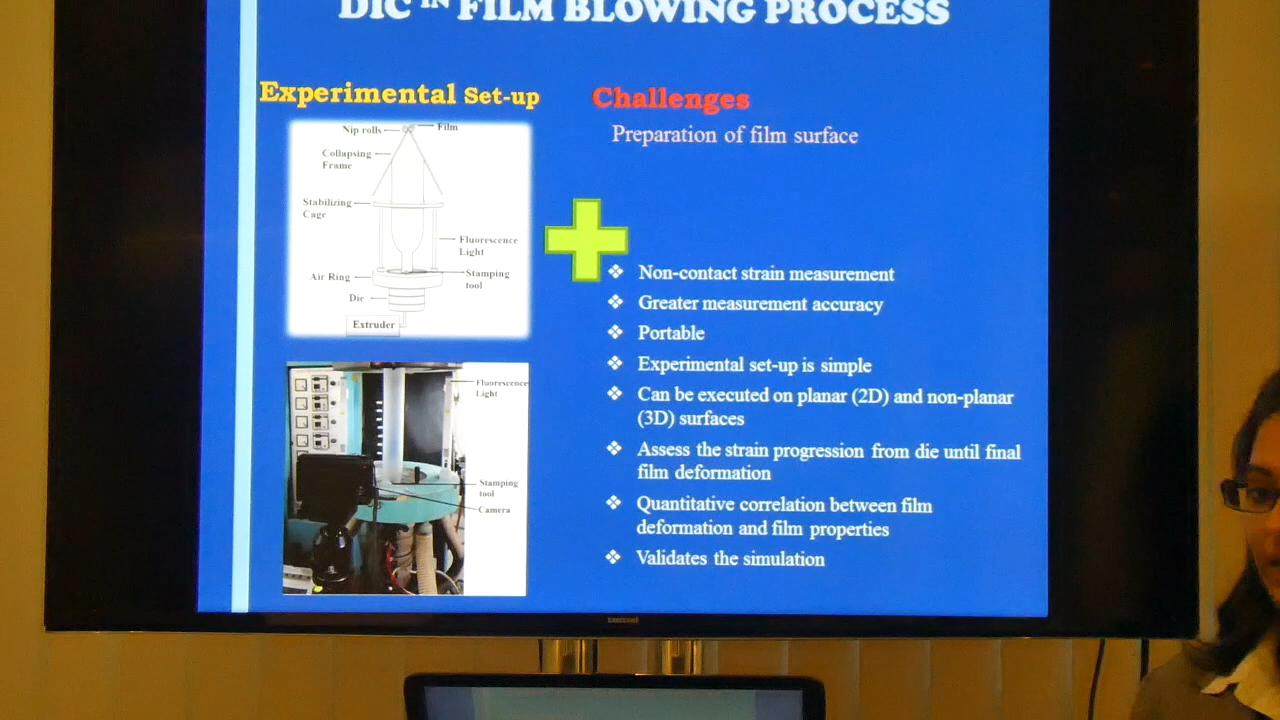 DIC IN FILM BLOWING PROCESS
Experimental Set-up
Nip rolls
Film
Collapsing
Frame
Stabilizing
Cage
Fluorescence
Light
Air Ring
Stamping
tool
Die
Extruder
Fluorescence
Light
Stamping
tool
Camera
Challenges
Preparation of film surface
Non-contact strain measurement
Greater measurement accuracy
Portable
Experimental set-up is simple
Can be executed on planar (2D) and non-planar
(3D) surfaces
Assess the strain progression from die until final
film deformation
Quantitative correlation between film
deformation and film properties
Validates the simulation
SAMSUNG